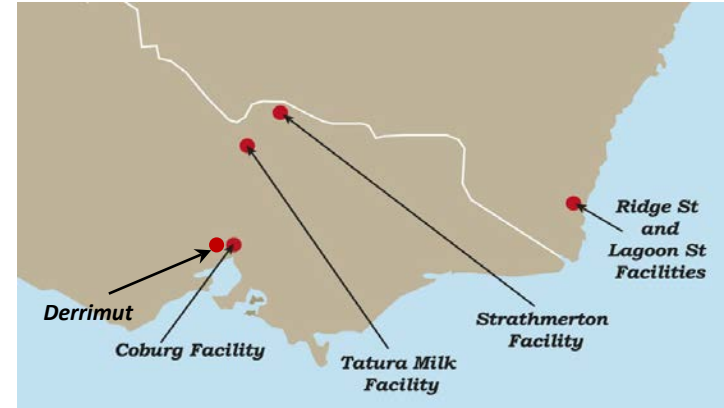 Ridge St
and
Lagoon St
Facilities
Derrimut
Strathmerton
Facility
Coburg Facility
Tatura Milk
Facility